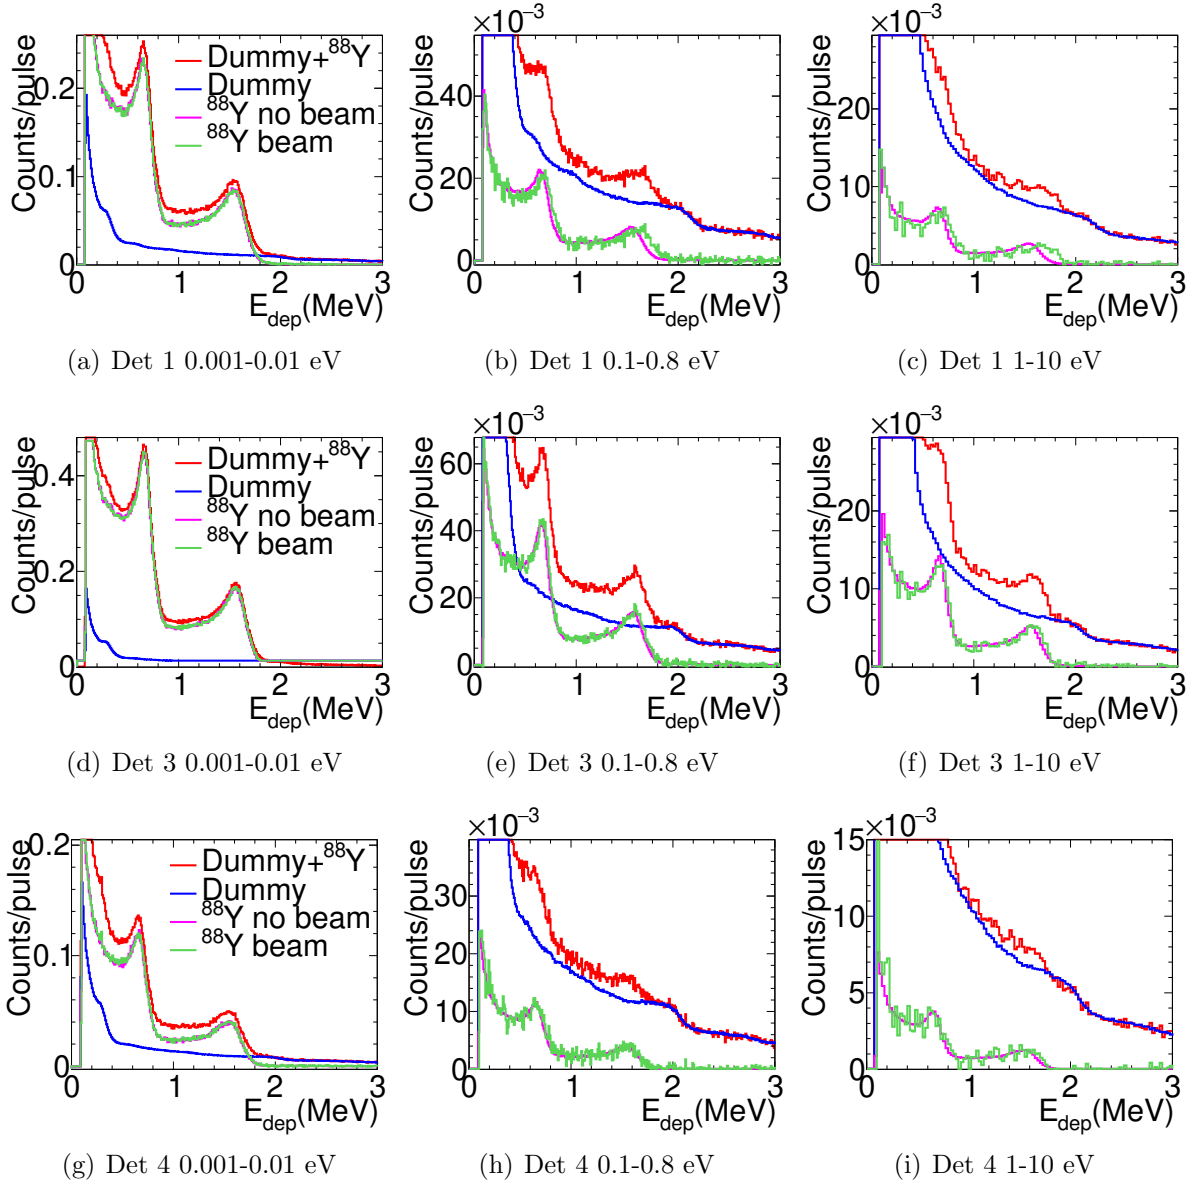 Counts/pulse
0.2
0.1
0
Dummy+⁸⁸Y
Dummy
⁸⁸Y no beam
⁸⁸Y beam
0 1 2 3
E_dep(MeV)
(a) Det 1 0.001-0.01 eV
×10⁻³
Counts/pulse
40
20
0
0 1 2 3
E_dep(MeV)
(b) Det 1 0.1-0.8 eV
×10⁻³
Counts/pulse
20
10
0
0 1 2 3
E_dep(MeV)
(c) Det 1 1-10 eV
Counts/pulse
0.4
0.2
0
Dummy+⁸⁸Y
Dummy
⁸⁸Y no beam
⁸⁸Y beam
0 1 2 3
E_dep(MeV)
(d) Det 3 0.001-0.01 eV
×10⁻³
Counts/pulse
60
40
20
0
0 1 2 3
E_dep(MeV)
(e) Det 3 0.1-0.8 eV
×10⁻³
Counts/pulse
20
10
0
0 1 2 3
E_dep(MeV)
(f) Det 3 1-10 eV
Counts/pulse
0.2
0.1
0
Dummy+⁸⁸Y
Dummy
⁸⁸Y no beam
⁸⁸Y beam
0 1 2 3
E_dep(MeV)
(g) Det 4 0.001-0.01 eV
×10⁻³
Counts/pulse
30
20
10
0
0 1 2 3
E_dep(MeV)
(h) Det 4 0.1-0.8 eV
×10⁻³
Counts/pulse
15
10
5
0
0 1 2 3
E_dep(MeV)
(i) Det 4 1-10 eV